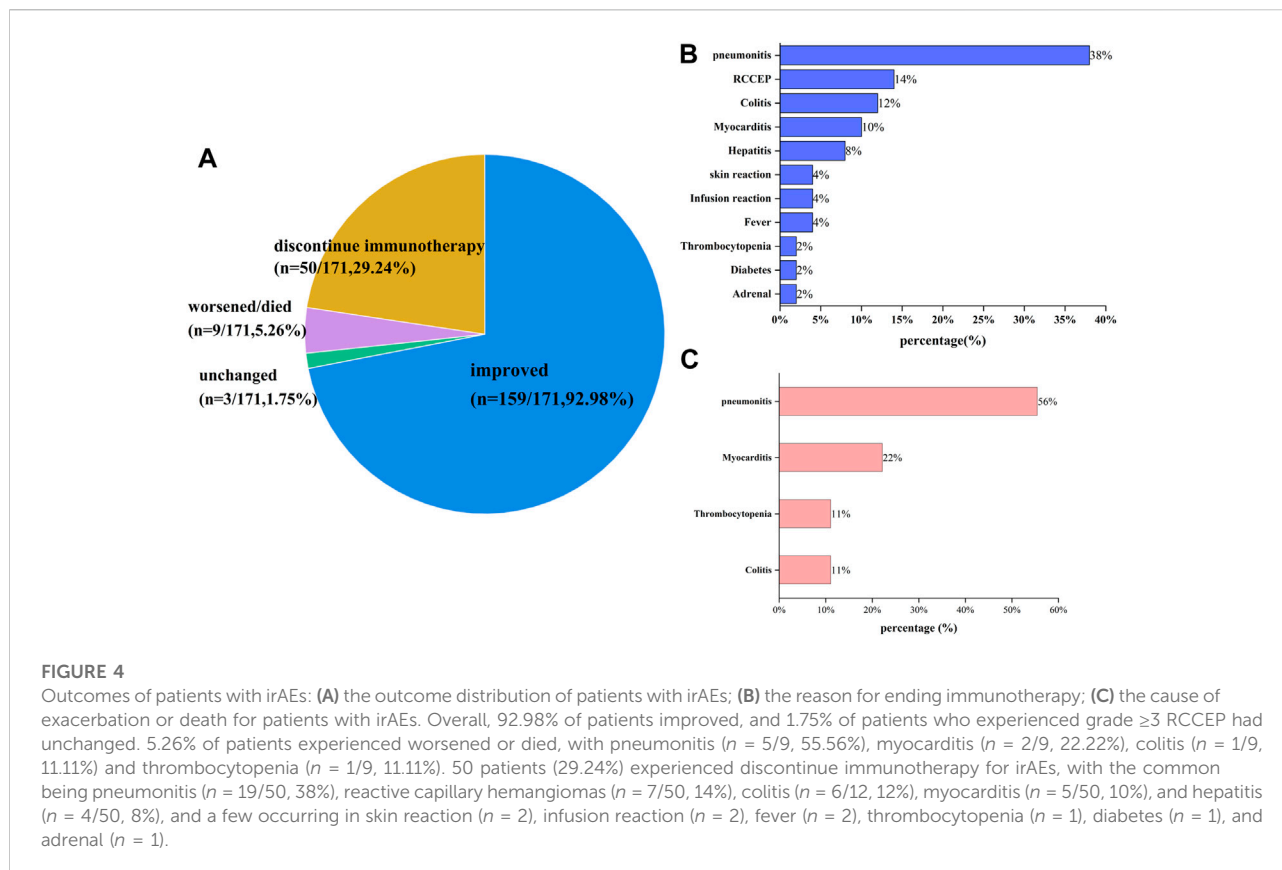 A
discontinue immunotherapy
(n=50/171,29.24%)
worsened/died
(n=9/171,5.26%)
unchanged
(n=3/171,1.75%)
improved
(n=159/171,92.98%)
B
pneumonitis 38%
RCCEP 14%
Colitis 12%
Myocarditis 10%
Hepatitis 8%
skin reaction 4%
Infusion reaction 4%
Fever 4%
Thrombocytopenia 2%
Diabetes 2%
Adrenal 2%
0% 5% 10% 15% 20% 25% 30% 35% 40%
percentage(%)
C
pneumonitis 56%
Myocarditis 22%
Thrombocytopenia 11%
Colitis 11%
0% 10% 20% 30% 40% 50% 60%
percentage (%)
FIGURE 4
Outcomes of patients with irAEs: (A) the outcome distribution of patients with irAEs; (B) the reason for ending immunotherapy; (C) the cause of
exacerbation or death for patients with irAEs. Overall, 92.98% of patients improved, and 1.75% of patients who experienced grade ≥3 RCCEP had
unchanged. 5.26% of patients experienced worsened or died, with pneumonitis (n = 5/9, 55.56%), myocarditis (n = 2/9, 22.22%), colitis (n = 1/9,
11.11%) and thrombocytopenia (n = 1/9, 11.11%). 50 patients (29.24%) experienced discontinue immunotherapy for irAEs, with the common
being pneumonitis (n = 19/50, 38%), reactive capillary hemangiomas (n = 7/50, 14%), colitis (n = 6/12, 12%), myocarditis (n = 5/50, 10%), and hepatitis
(n = 4/50, 8%), and a few occurring in skin reaction (n = 2), infusion reaction (n = 2), fever (n = 2), thrombocytopenia (n = 1), diabetes (n = 1), and
adrenal (n = 1).